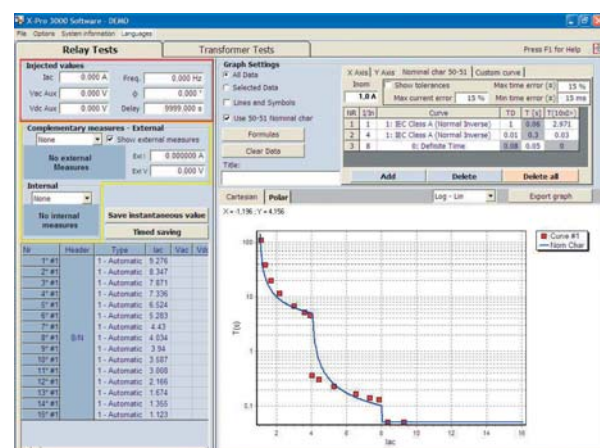 X-Pro 3000 Software - DEMO
File Options System information Languages
Relay Tests
Transformer Tests
Press F1 for Help
Injected values
Iac 0.000 A Freq. 0.000 Hz
Vac Aux 0.000 V Φ 0.000 °
Vdc Aux 0.000 V Delay 9999.000 s
Complementary measures - External
None Show external measures
No external Measures
Ext I 0.000000 A
Ext V 0.000 V
Internal
None
No internal measures
Save instantaneous value
Timed saving
Graph Settings
All Data
Selected Data
Lines and Symbols
Use 50-51 Nominal char
Formulas
Clear Data
Title:
X Axis Y Axis Nominal char 50-51 Custom curve
Inom Show tolerances Max time error (±) 15 %
1,0 A Max current error 15 % Min time error (±) 15 ms
NR I/In Curve TD T [s] T(10xI>)
1 1 1: IEC Class A (Normal Inverse) 1 0.06 2.971
2 4 1: IEC Class A (Normal Inverse) 0.01 0.3 0.03
3 8 8: Definite Time 0.08 0.05 0
Add Delete Delete all
Cartesian Polar Log - Lin Export graph
X = -1,196 ; Y = 4,156
Nr Header Type Iac Vac
1° #1 1 - Automatic 9.276
2° #1 1 - Automatic 8.347
3° #1 1 - Automatic 7.871
4° #1 1 - Automatic 7.336
5° #1 1 - Automatic 6.524
6° #1 1 - Automatic 5.283
7° #1 1 - Automatic 4.43
8° #1 B/N 1 - Automatic 4.034
9° #1 1 - Automatic 3.94
10° #1 1 - Automatic 3.587
11° #1 1 - Automatic 3.008
12° #1 1 - Automatic 2.166
13° #1 1 - Automatic 1.674
14° #1 1 - Automatic 1.355
15° #1 1 - Automatic 1.123
Curve #1
Nom Char
100
10
1
0.1
T(s)
2 4 6 8 10 12 14 16
Iac